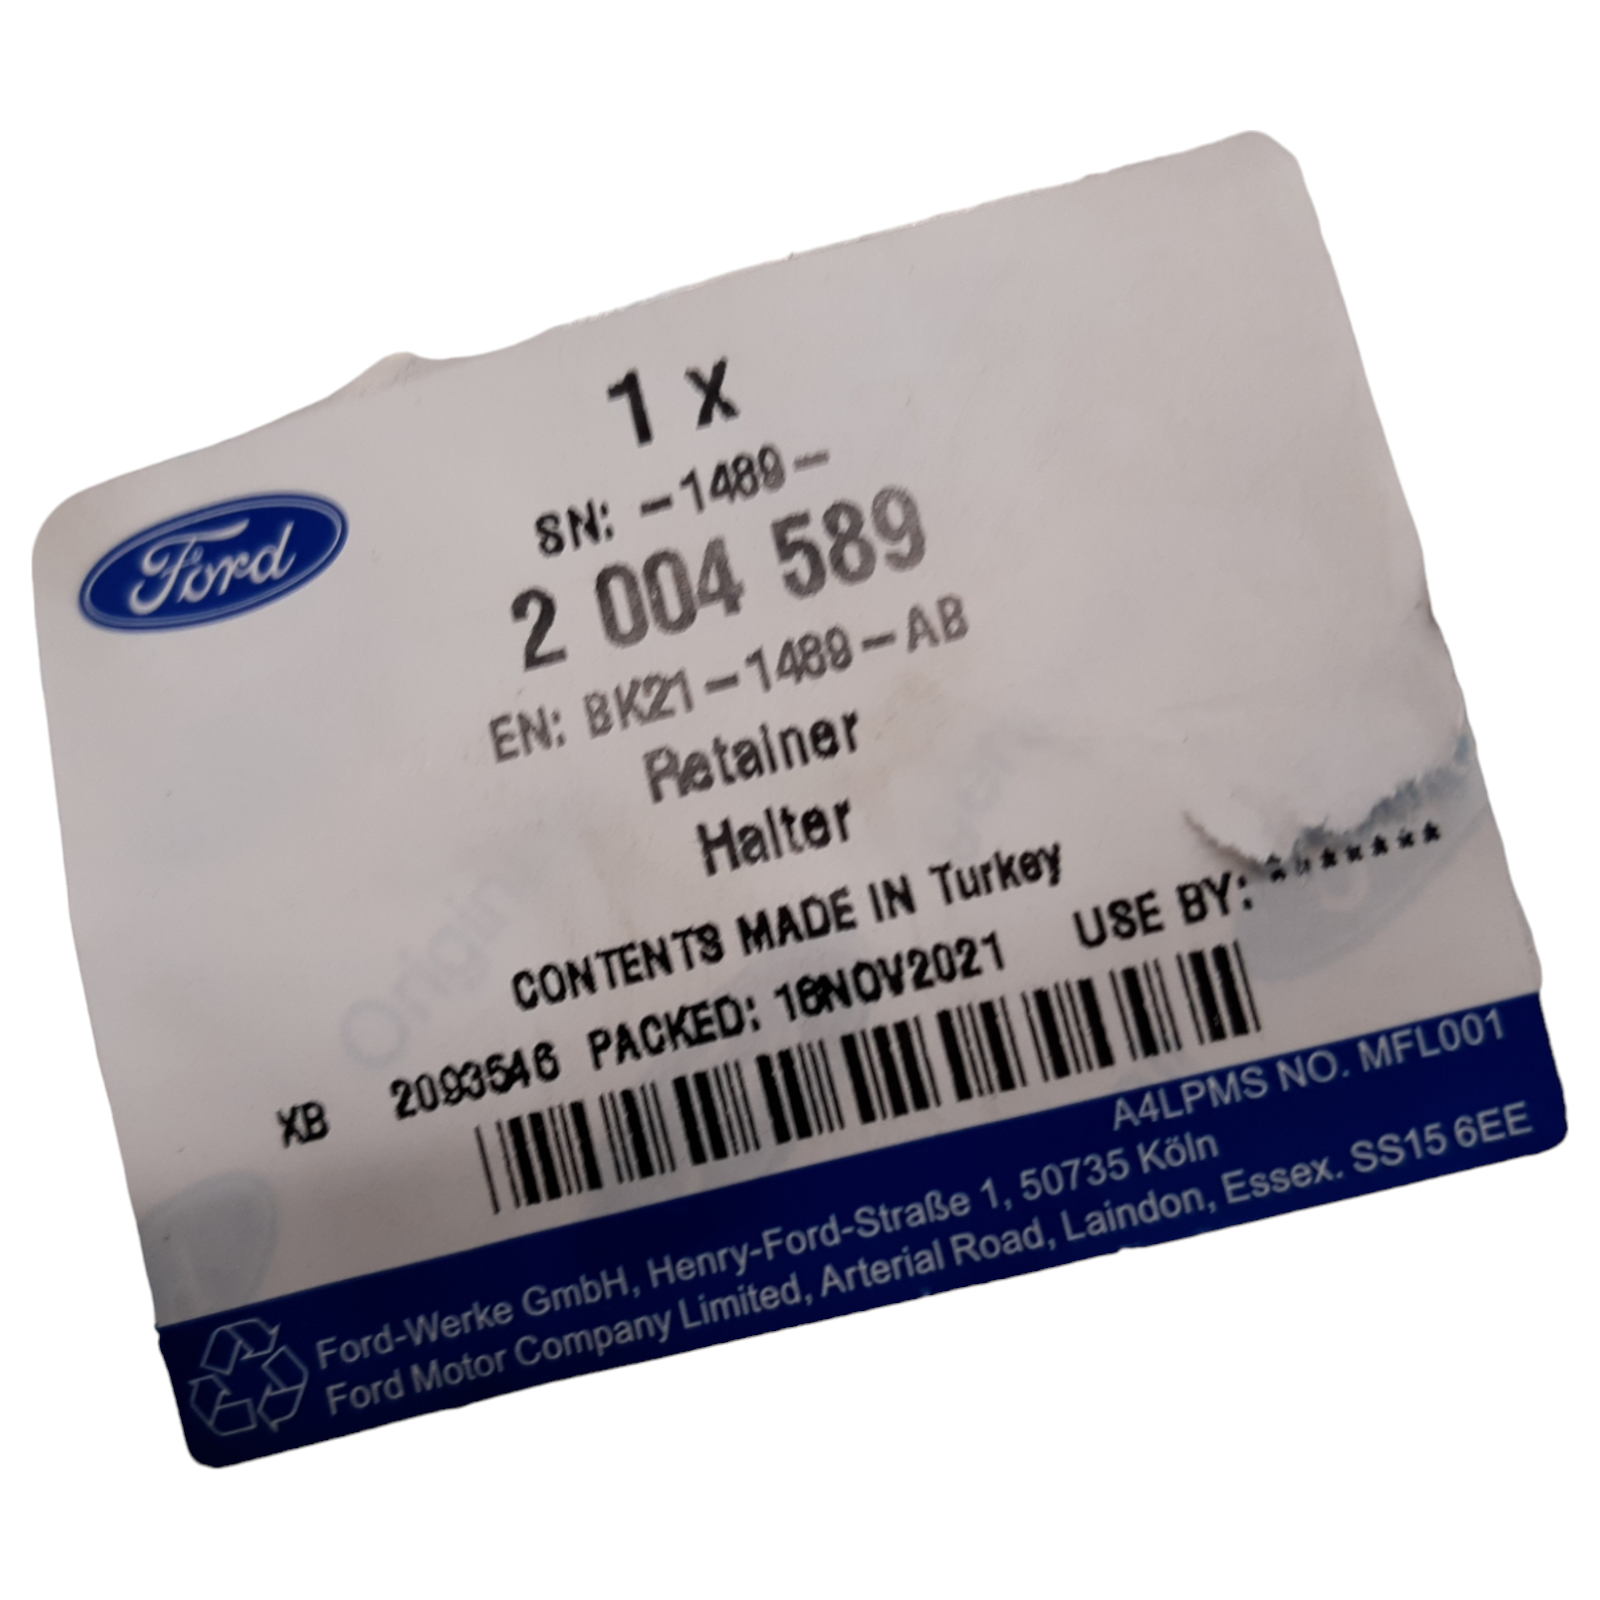 1 X
SN: -1489-
Ford
2 004 589
EN: BK21-1489-AB
Retainer
Halter
CONTENTS MADE IN Turkey
XB 2093546 PACKED: 16NOV2021 USE BY: *******
A4LPMS NO. MFL001
Ford-Werke GmbH, Henry-Ford-Straße 1, 50735 Köln
Ford Motor Company Limited, Arterial Road, Laindon, Essex. SS15 6EE